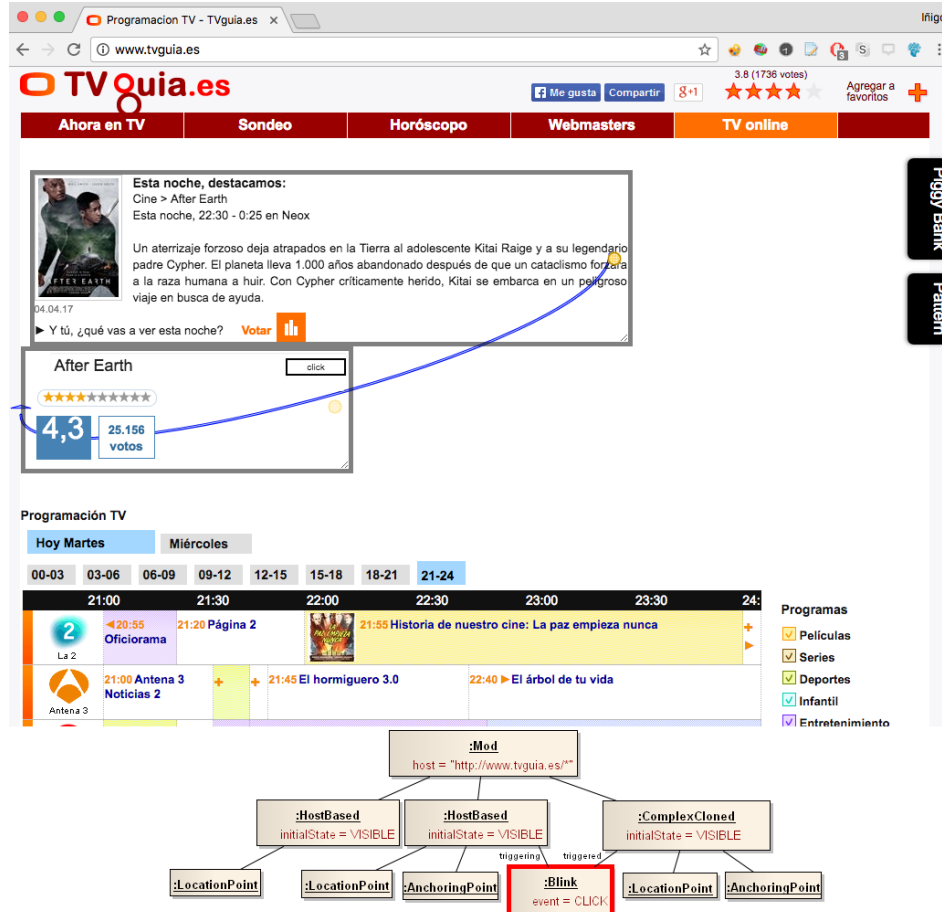 Programacion TV - TVguia.es
Iñigo
www.tvguia.es
TVguia.es
Me gusta Compartir
g+1
3.8 (1736 votes)
Agregar a
favoritos
Ahora en TV Sondeo Horóscopo Webmasters TV online
Piggy Bank
Pattern
Esta noche, destacamos:
Cine > After Earth
Esta noche, 22:30 - 0:25 en Neox
Un aterrizaje forzoso deja atrapados en la Tierra al adolescente Kitai Raige y a su legendario
padre Cypher. El planeta lleva 1.000 años abandonado después de que un cataclismo forzara
a la raza humana a huir. Con Cypher críticamente herido, Kitai se embarca en un peligroso
viaje en busca de ayuda.
AFTER EARTH
04.04.17
► Y tú, ¿qué vas a ver esta noche? Votar
After Earth
click
4,3
25.156
votos
Programación TV
Hoy Martes Miércoles
00-03 03-06 06-09 09-12 12-15 15-18 18-21 21-24
21:00 21:30 22:00 22:30 23:00 23:30 24:
2
La 2
◄20:55
Oficiorama
21:20 Página 2
PAZ EMPIEZA
NUNCA
21:55 Historia de nuestro cine: La paz empieza nunca
Antena 3
21:00 Antena 3
Noticias 2
21:45 El hormiguero 3.0
22:40 ► El árbol de tu vida
Programas
Películas
Series
Deportes
Infantil
Entretenimiento
:Mod
host = "http://www.tvguia.es/*"
:HostBased
initialState = VISIBLE
:HostBased
initialState = VISIBLE
:ComplexCloned
initialState = VISIBLE
triggering triggered
:LocationPoint
:LocationPoint
:AnchoringPoint
:Blink
event = CLICK
:LocationPoint
:AnchoringPoint